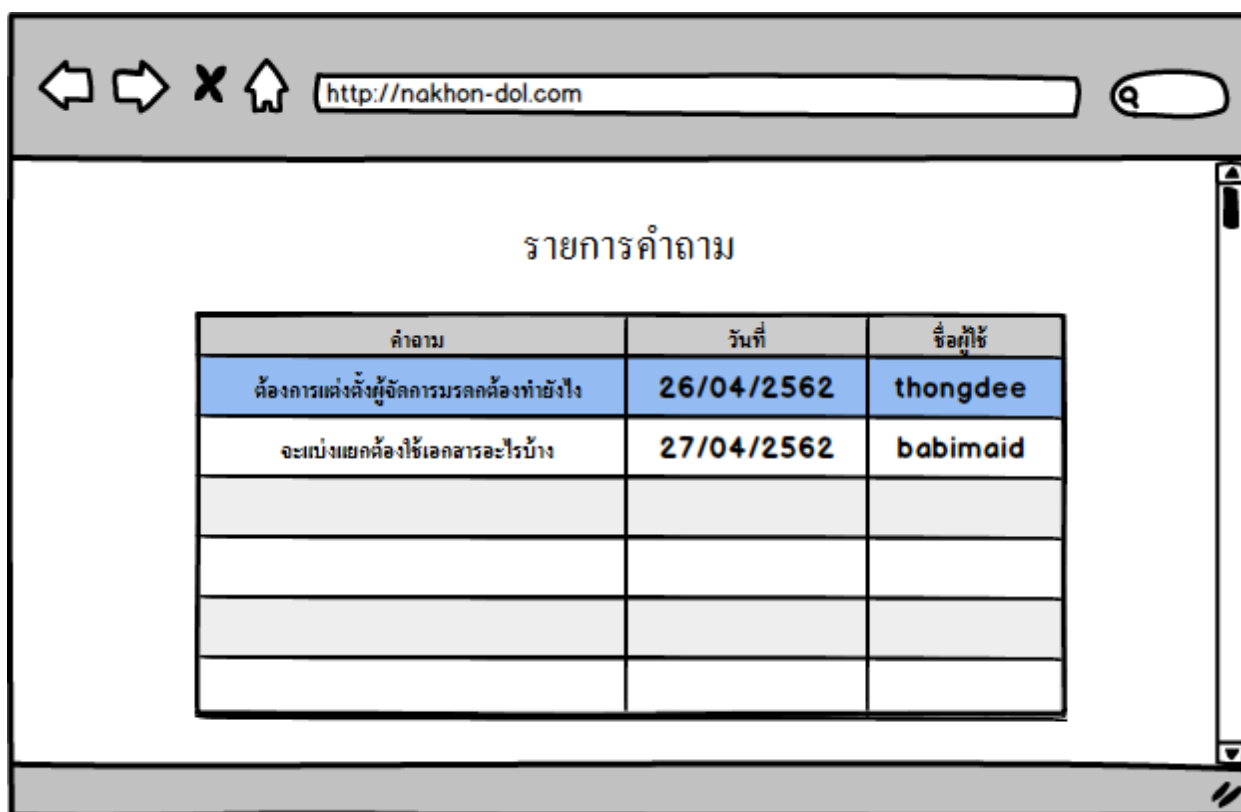 http://nakhon-dol.com
รายการคำถาม
คำถาม วันที่ ชื่อผู้ใช้
ต้องการแต่งตั้งผู้จัดการมรดกต้องทำยังไง 26/04/2562 thongdee
จะแบ่งแยกต้องใช้เอกสารอะไรบ้าง 27/04/2562 babimaid